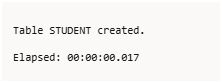 Table STUDENT created.
Elapsed: 00:00:00.017